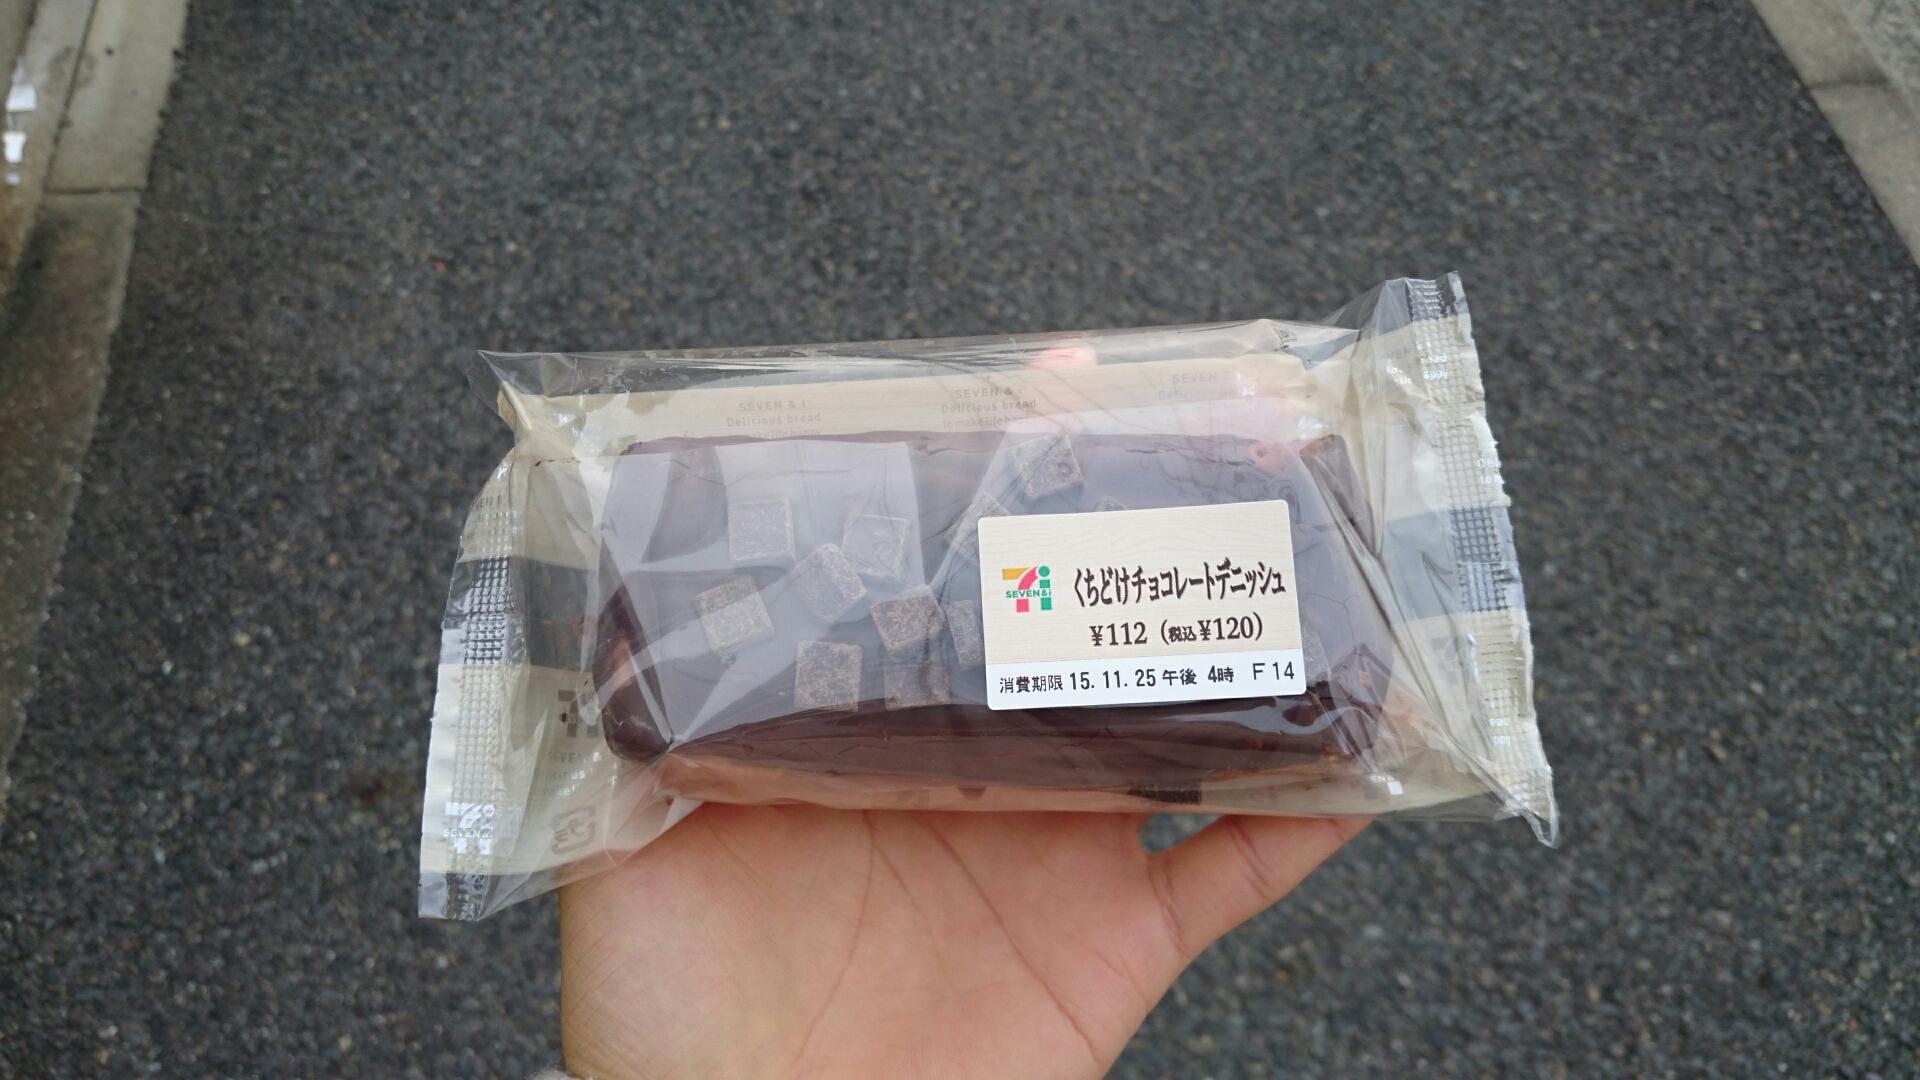 SEVEN & i
Delicious bread
SEVEN & i
Delicious bread
to make life happy
SEVEN
SEVEN&i
くちどけチョコレートデニッシュ
¥112 (税込¥120)
消費期限 15.11.25 午後 4時 F14
SEVEN&i